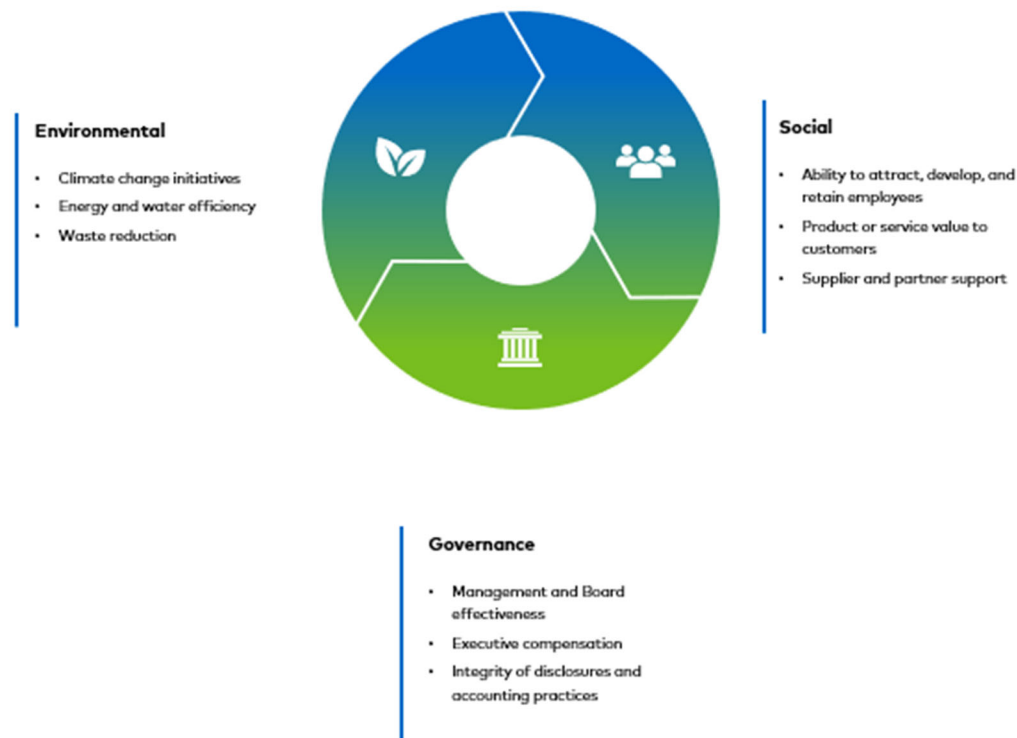 Environmental
• Climate change initiatives
• Energy and water efficiency
• Waste reduction
Social
• Ability to attract, develop, and
retain employees
• Product or service value to
customers
• Supplier and partner support
Governance
• Management and Board
effectiveness
• Executive compensation
• Integrity of disclosures and
accounting practices